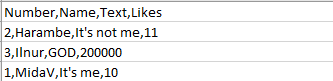 Number,Name,Text,Likes
2,Harambe,It's not me,11
3,Ilnur,GOD,200000
1,MidaV,It's me,10